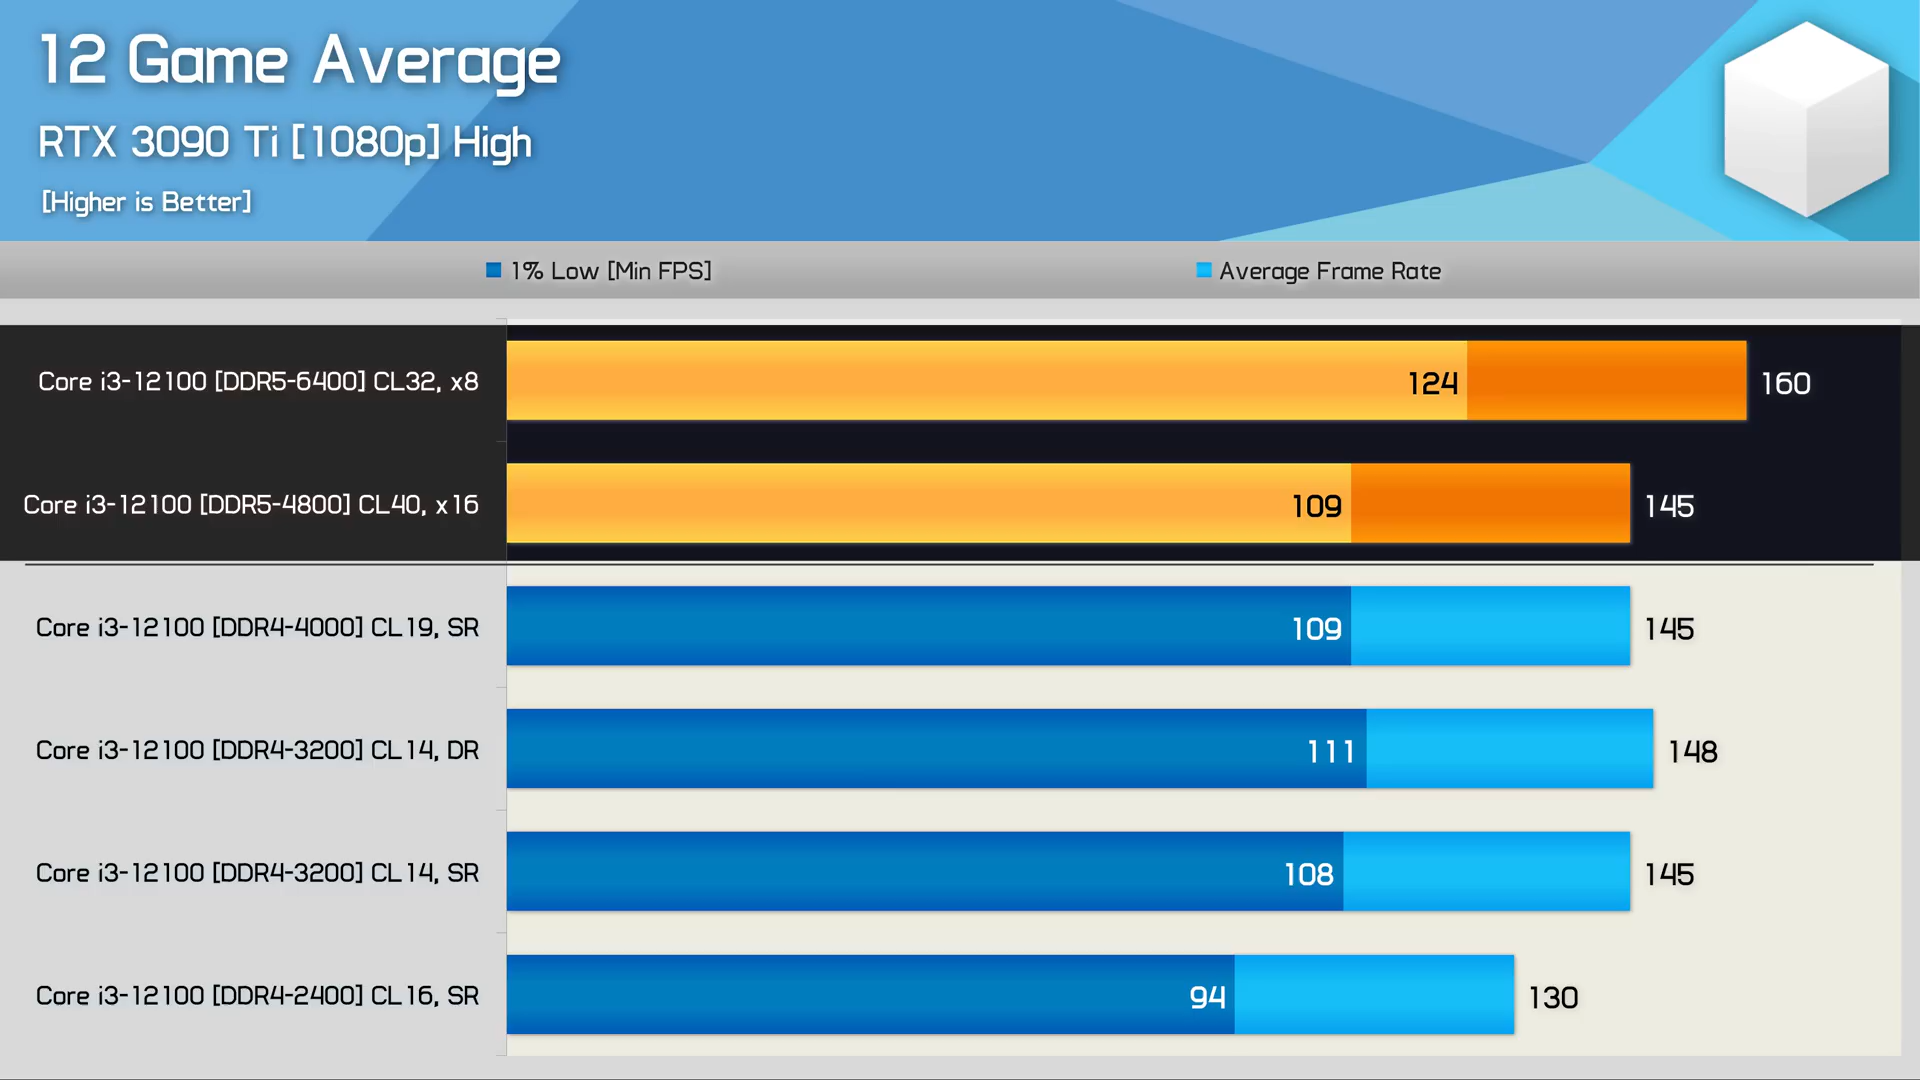 12 Game Average
RTX 3090 Ti [1080p] High
[Higher is Better]
1% Low [Min FPS] Average Frame Rate
Core i3-12100 [DDR5-6400] CL32, x8 124 160
Core i3-12100 [DDR5-4800] CL40, x16 109 145
Core i3-12100 [DDR4-4000] CL19, SR 109 145
Core i3-12100 [DDR4-3200] CL14, DR 111 148
Core i3-12100 [DDR4-3200] CL14, SR 108 145
Core i3-12100 [DDR4-2400] CL16, SR 94 130